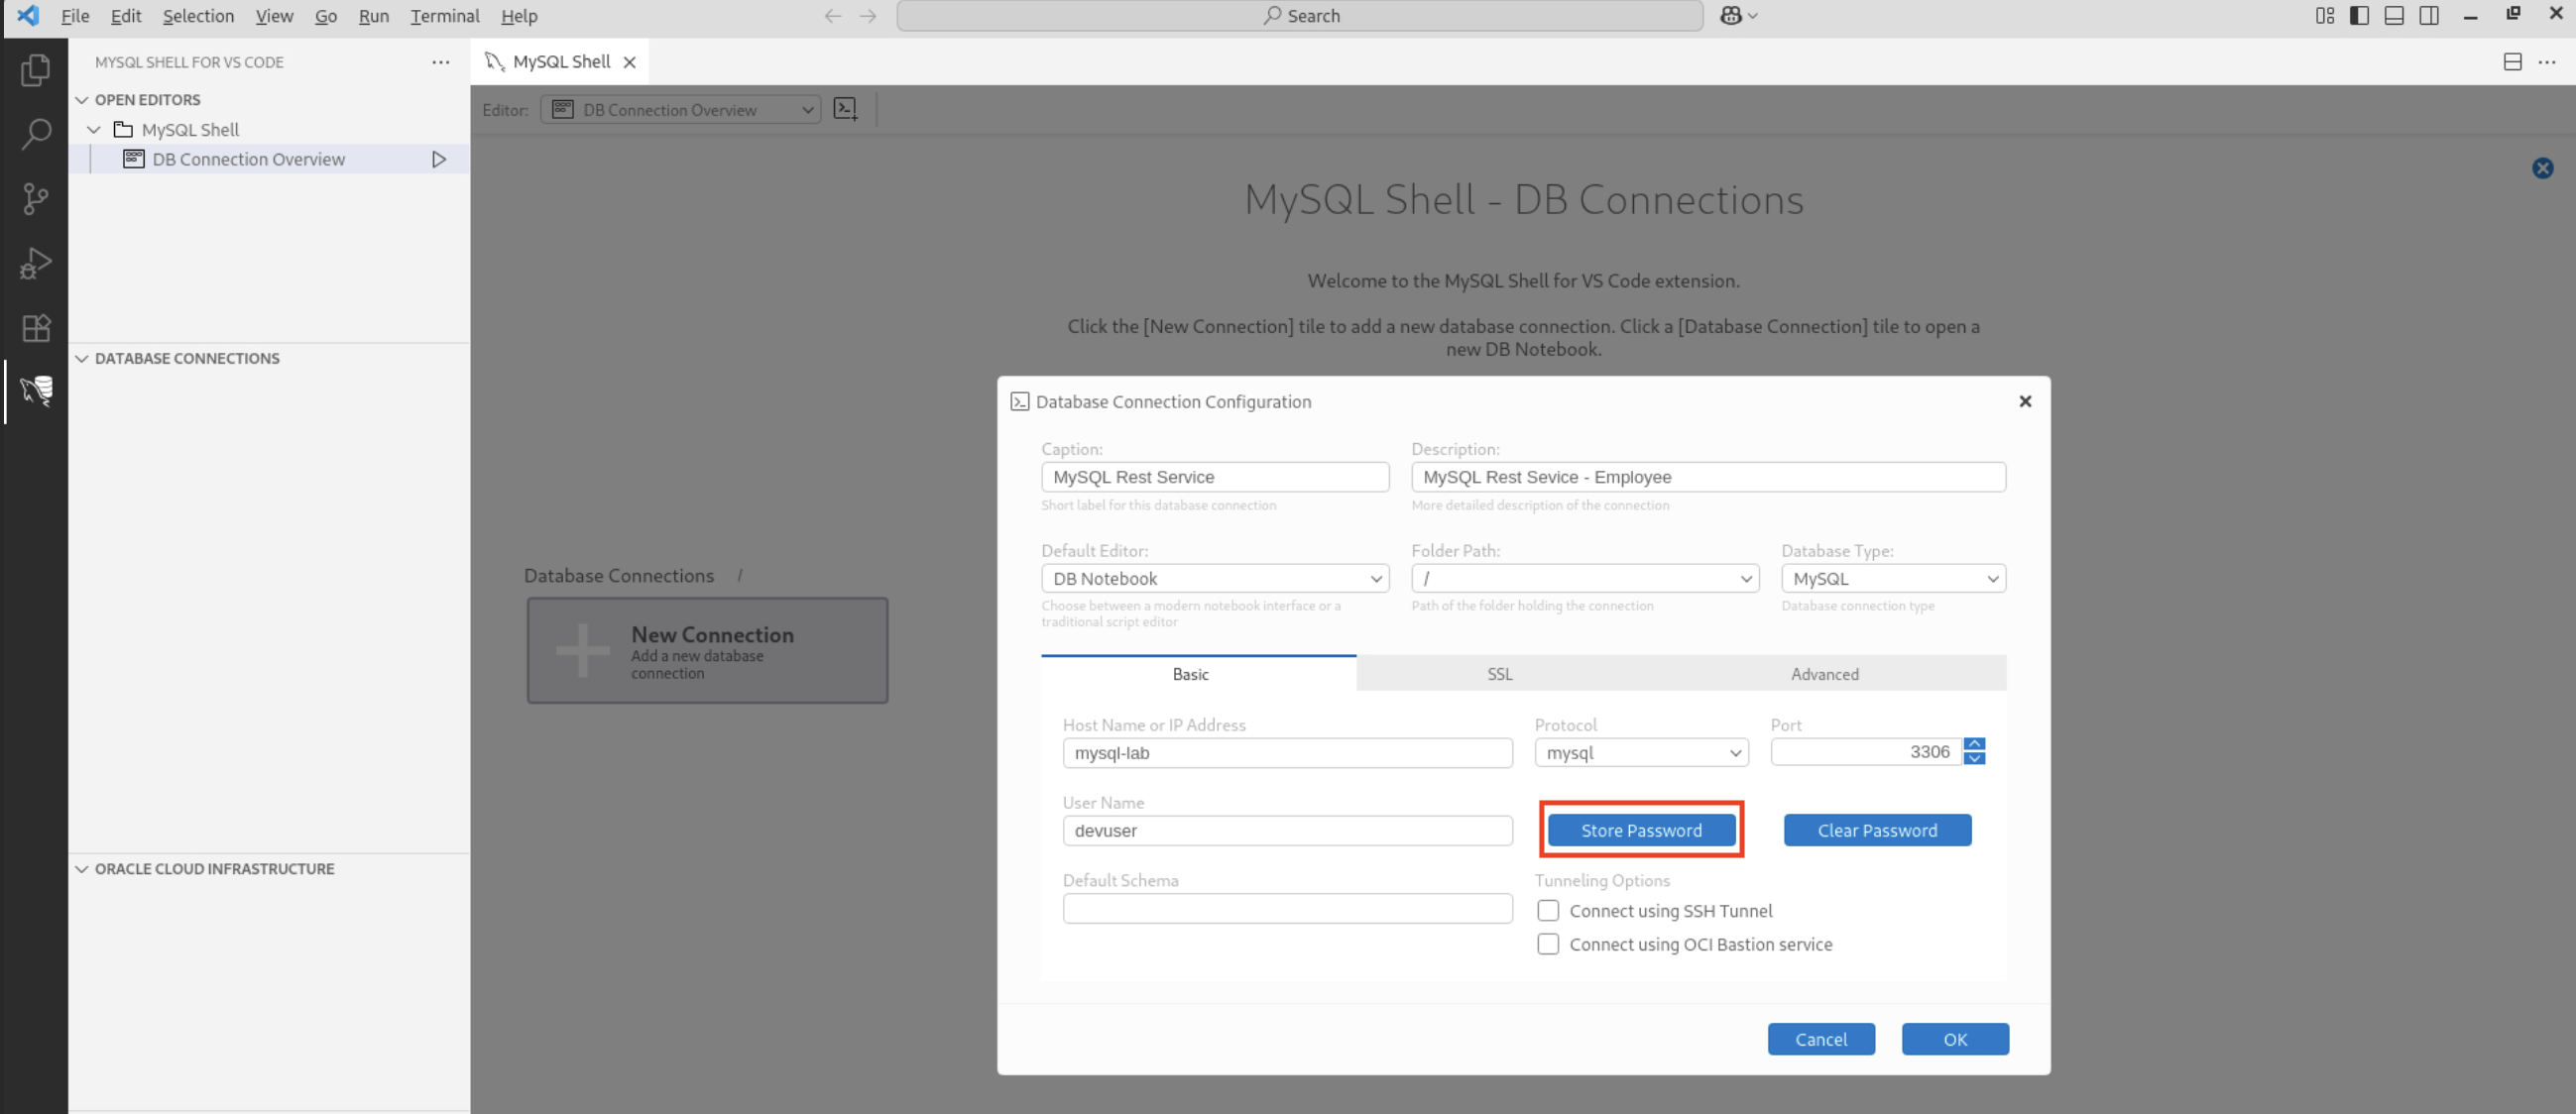 File Edit Selection View Go Run Terminal Help
Search
MYSQL SHELL FOR VS CODE
MySQL Shell
OPEN EDITORS
MySQL Shell
DB Connection Overview
DATABASE CONNECTIONS
ORACLE CLOUD INFRASTRUCTURE
Editor: DB Connection Overview
MySQL Shell - DB Connections
Welcome to the MySQL Shell for VS Code extension.
Click the [New Connection] tile to add a new database connection. Click a [Database Connection] tile to open a
new DB Notebook.
Database Connections /
New Connection
Add a new database
connection
Database Connection Configuration
Caption: Description:
MySQL Rest Service MySQL Rest Sevice - Employee
Short label for this database connection More detailed description of the connection
Default Editor: Folder Path: Database Type:
DB Notebook / MySQL
Choose between a modern notebook interface or a Path of the folder holding the connection Database connection type
traditional script editor
Basic SSL Advanced
Host Name or IP Address Protocol Port
mysql-lab mysql 3306
User Name
devuser Store Password Clear Password
Default Schema Tunneling Options
Connect using SSH Tunnel
Connect using OCI Bastion service
Cancel OK